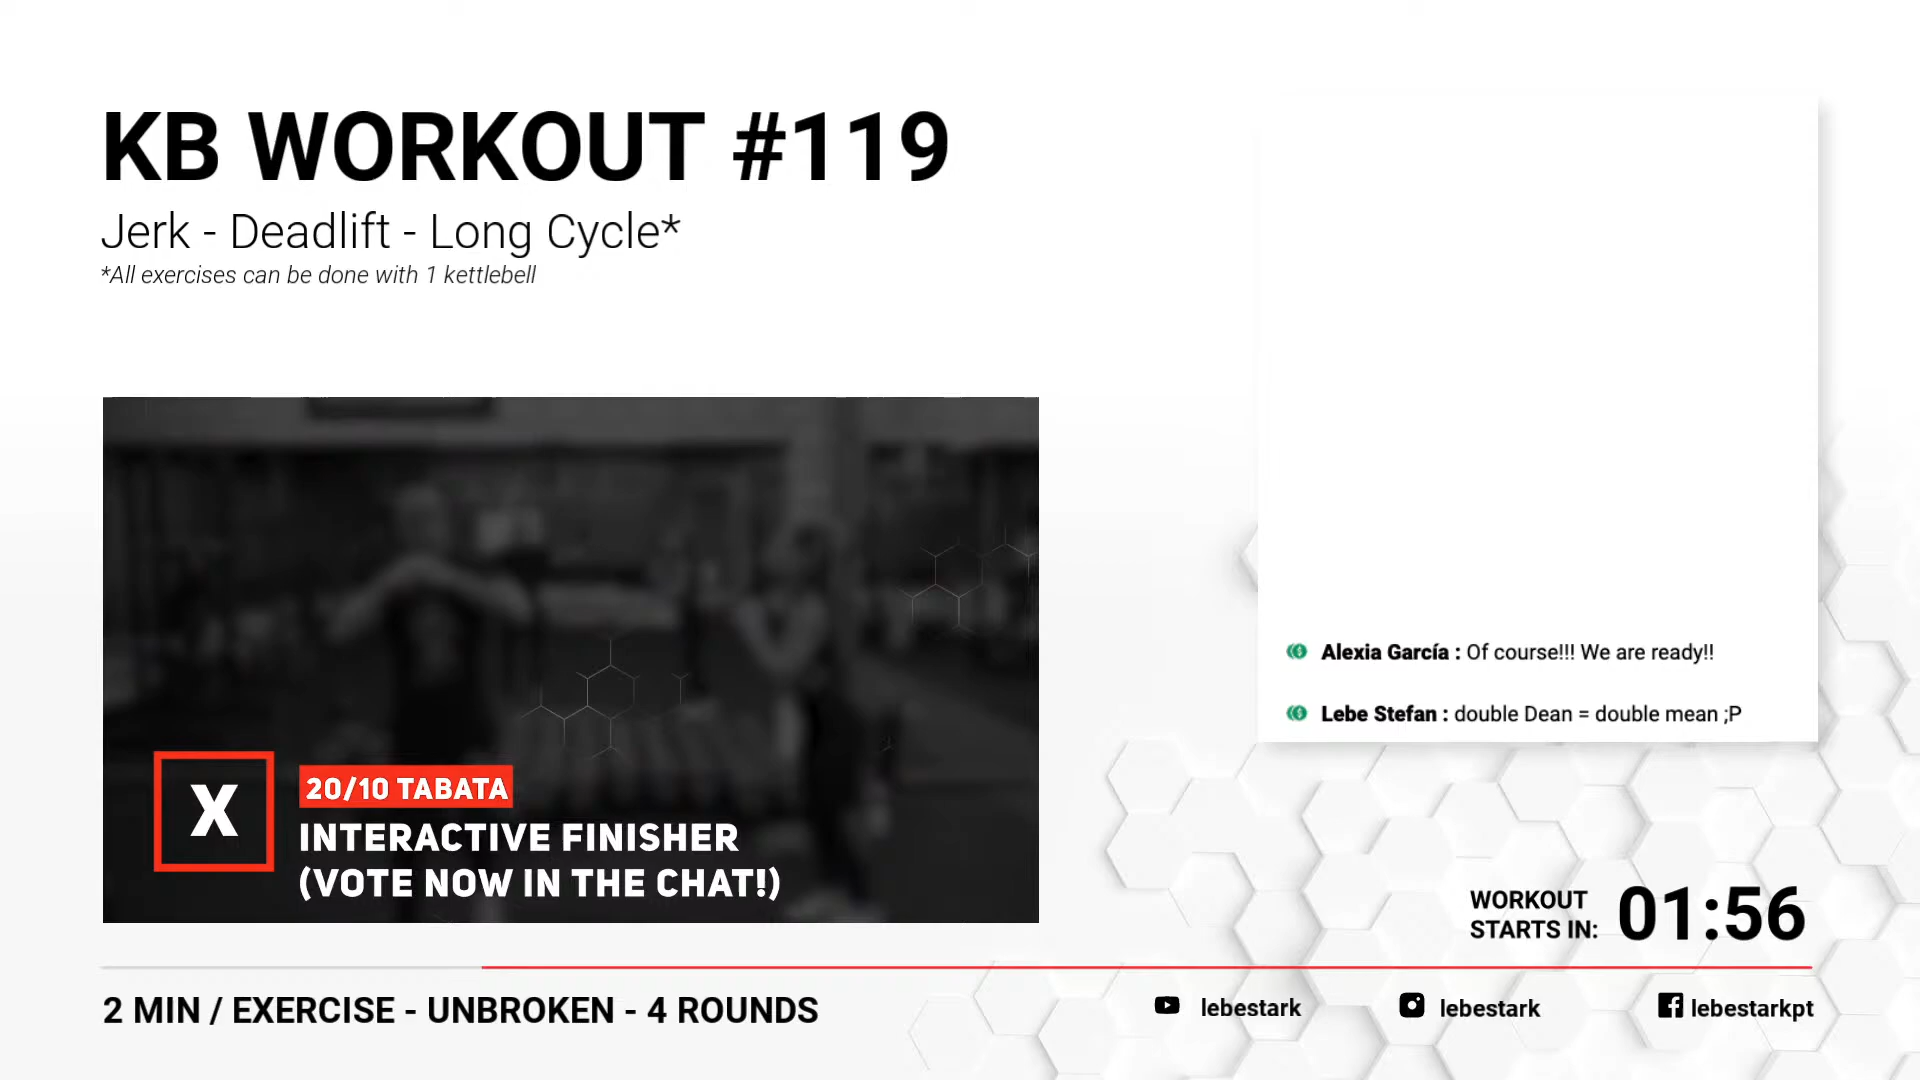 KB WORKOUT #119
Jerk - Deadlift - Long Cycle*
*All exercises can be done with 1 kettlebell
Alexia García : Of course!!! We are ready!!
Lebe Stefan : double Dean = double mean ;P
X
20/10 TABATA
INTERACTIVE FINISHER
(VOTE NOW IN THE CHAT!)
WORKOUT
STARTS IN:
01:56
2 MIN / EXERCISE - UNBROKEN - 4 ROUNDS
lebestark
lebestark
lebestarkpt